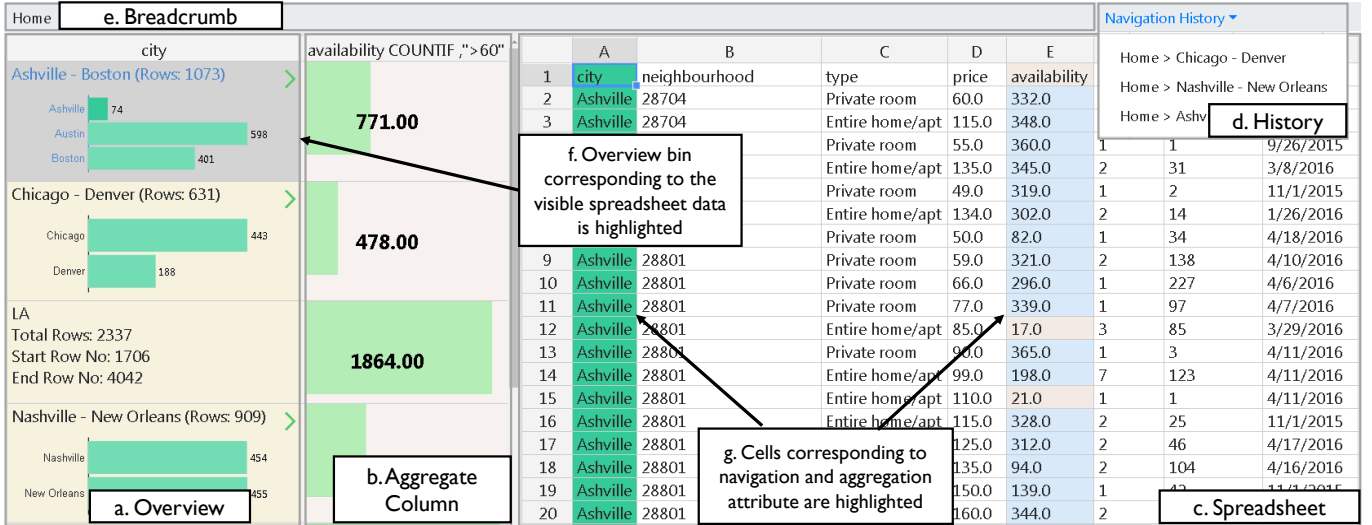 Home
e. Breadcrumb
Navigation History
Home > Chicago - Denver
Home > Nashville - New Orleans
Home > Ashv
d. History
city
Ashville - Boston (Rows: 1073)
Ashville 74
Austin 598
Boston 401
Chicago - Denver (Rows: 631)
Chicago 443
Denver 188
LA
Total Rows: 2337
Start Row No: 1706
End Row No: 4042
Nashville - New Orleans (Rows: 909)
Nashville 454
New Orleans 455
a. Overview
availability COUNTIF ,">60"
771.00
478.00
1864.00
b. Aggregate
Column
A B C D E
1 city neighbourhood type price availability
2 Ashville 28704 Private room 60.0 332.0
3 Ashville 28704 Entire home/apt 115.0 348.0
Private room 55.0 360.0 1 1 9/26/2015
Entire home/apt 135.0 345.0 2 31 3/8/2016
Private room 49.0 319.0 1 2 11/1/2015
Entire home/apt 134.0 302.0 2 14 1/26/2016
Private room 50.0 82.0 1 34 4/18/2016
9 Ashville 28801 Private room 59.0 321.0 2 138 4/10/2016
10 Ashville 28801 Private room 66.0 296.0 1 227 4/6/2016
11 Ashville 28801 Private room 77.0 339.0 1 97 4/7/2016
12 Ashville 28801 Entire home/apt 85.0 17.0 3 85 3/29/2016
13 Ashville 28801 Private room 90.0 365.0 1 3 4/11/2016
14 Ashville 28801 Entire home/apt 99.0 198.0 7 123 4/11/2016
15 Ashville 28801 Entire home/apt 110.0 21.0 1 1 4/11/2016
16 Ashville 28801 Entire home/apt 115.0 328.0 2 25 11/1/2015
17 Ashville 28801 125.0 312.0 2 46 4/17/2016
18 Ashville 28801 135.0 94.0 2 104 4/16/2016
19 Ashville 28801 150.0 139.0 1
20 Ashville 28801 160.0 344.0 2
f. Overview bin
corresponding to the
visible spreadsheet data
is highlighted
g. Cells corresponding to
navigation and aggregation
attribute are highlighted
c. Spreadsheet